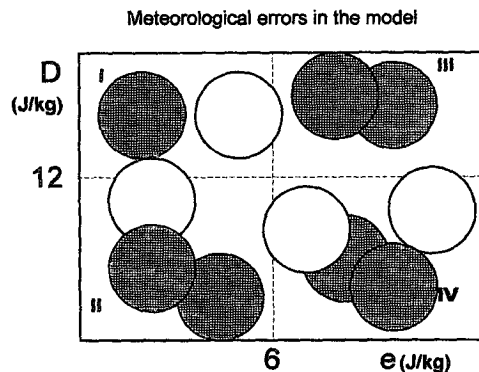 Meteorological errors in the model
D
(J/kg)
I
III
12
II
IV
6
e (J/kg)